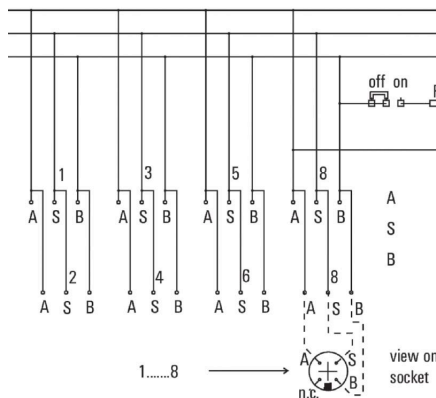 off on
1 3 5 8
A
A S B A S B A S B A S B
S
B
2 4 6 8
A S B A S B A S B A S B
A S view on
1......8 socket
B
n.c.